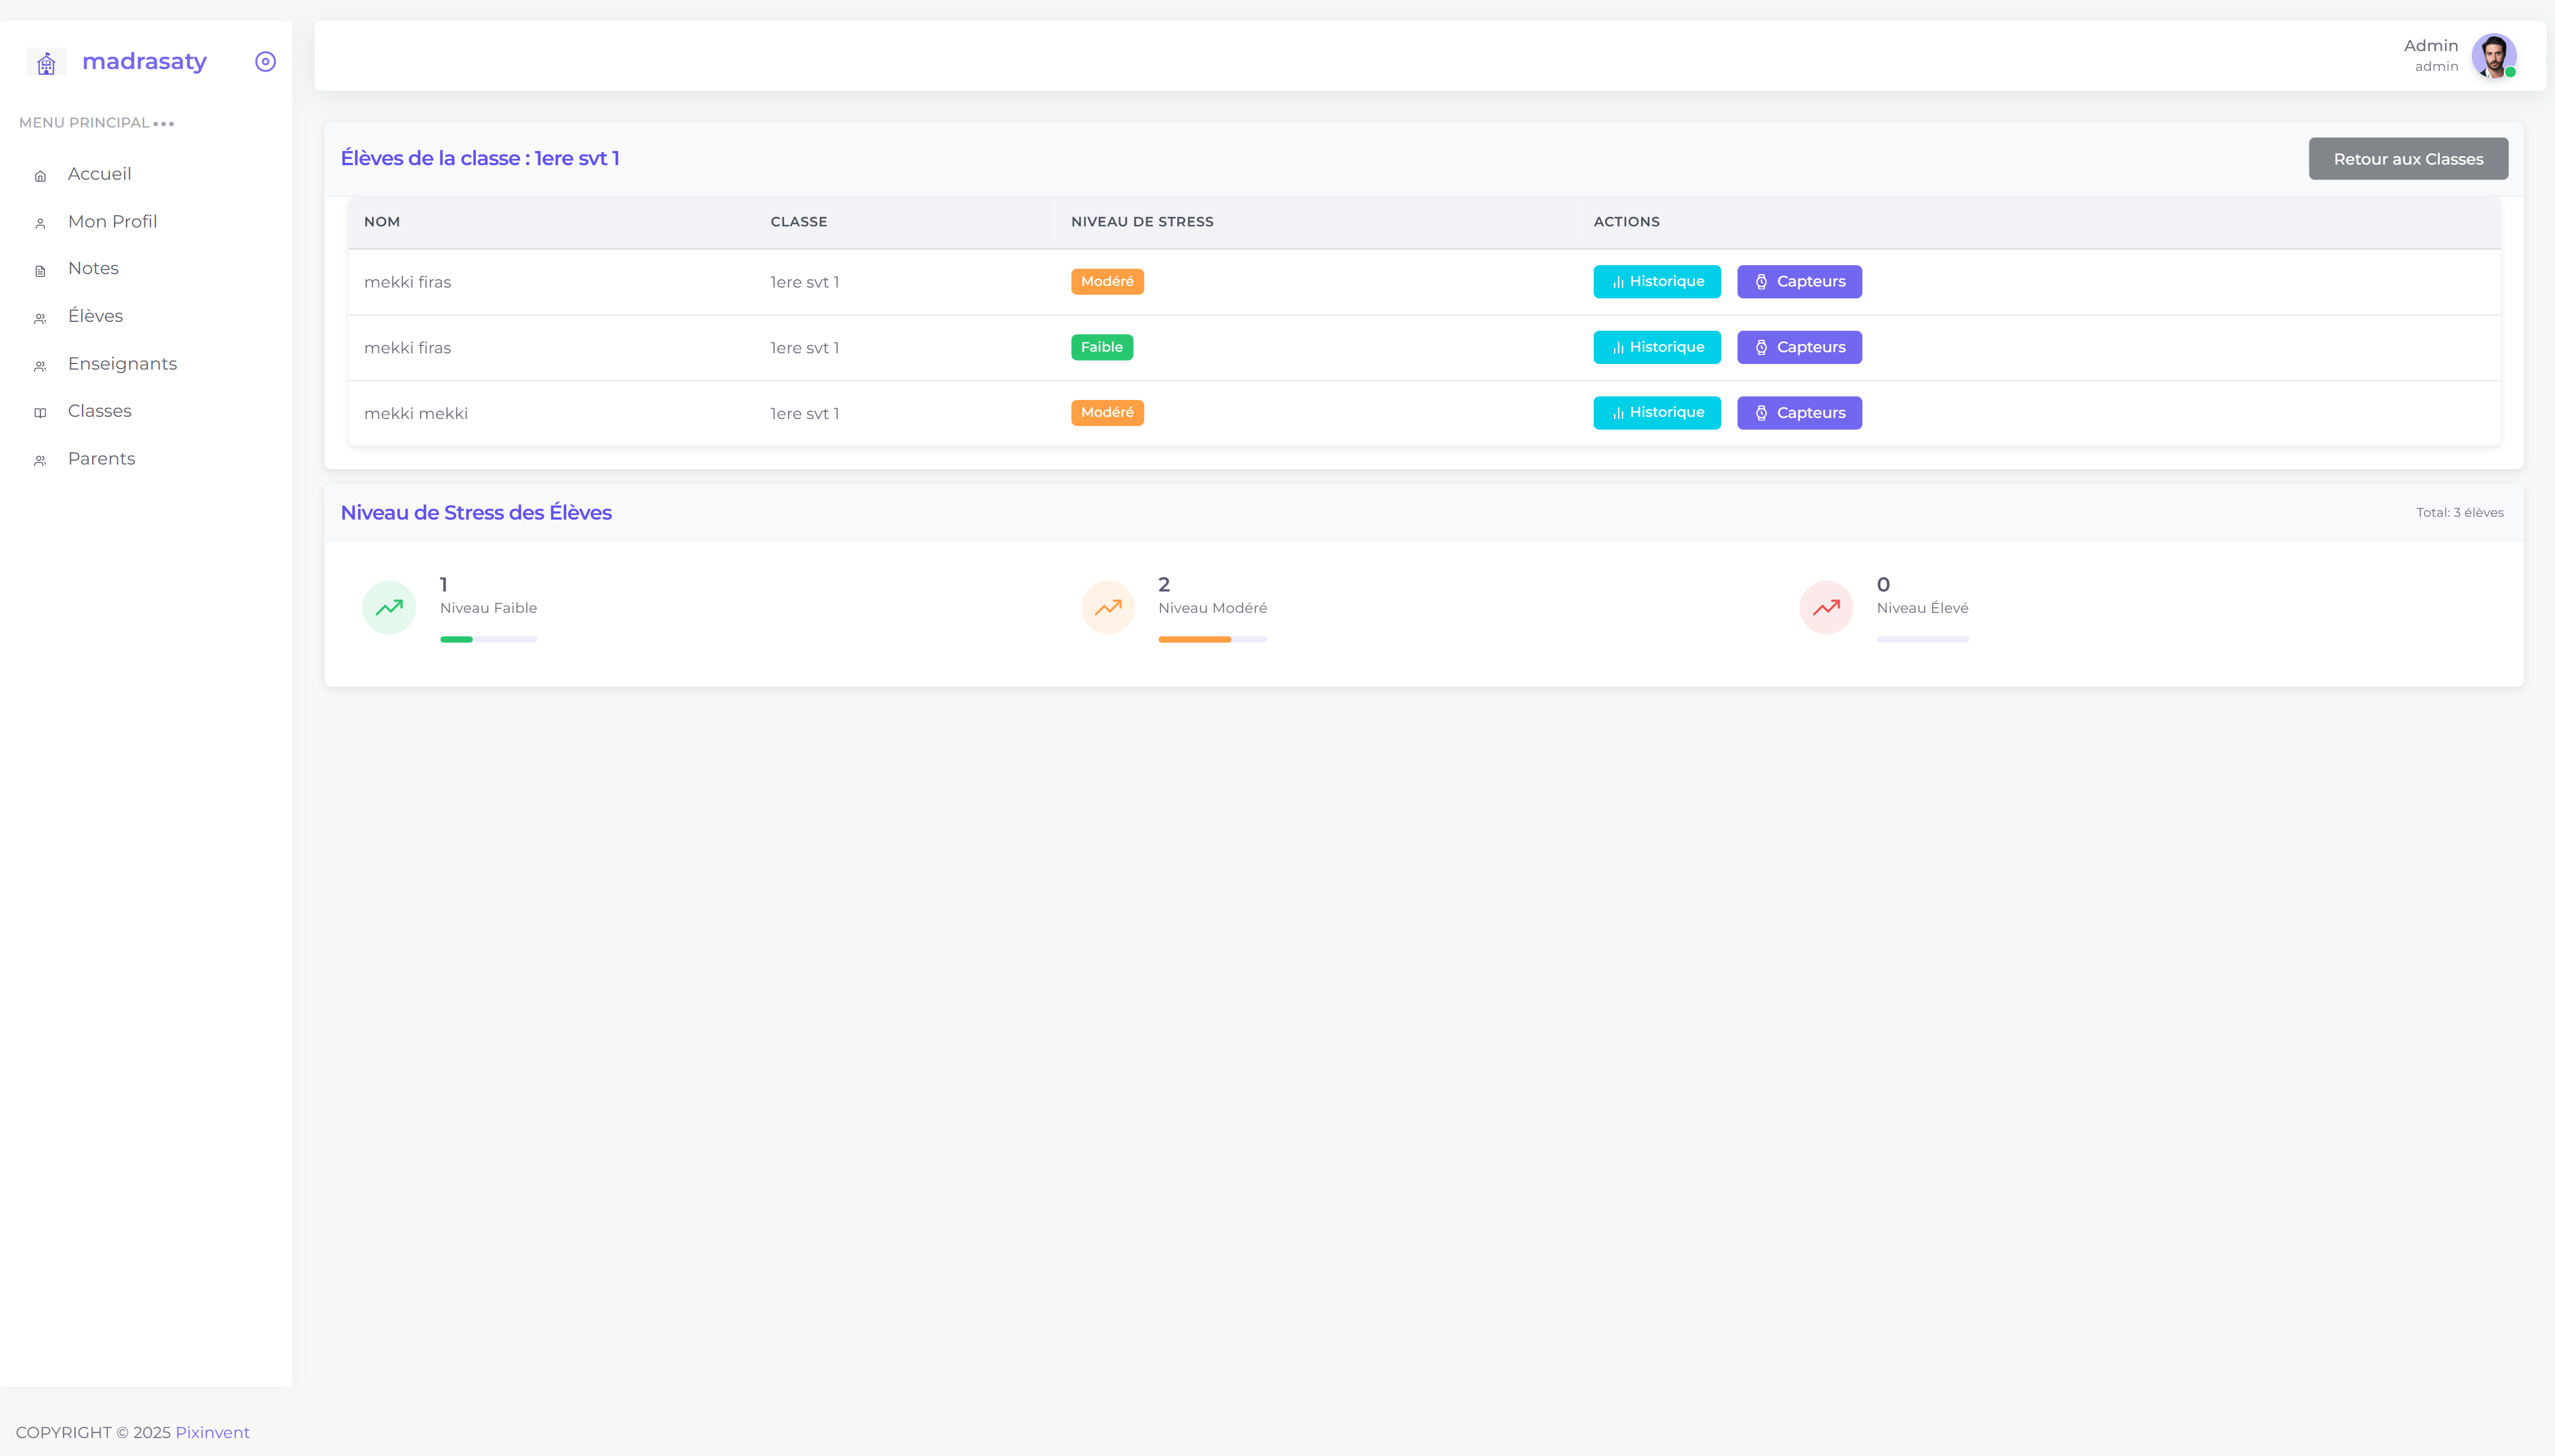 madrasaty
MENU PRINCIPAL
Accueil
Mon Profil
Notes
Élèves
Enseignants
Classes
Parents
Admin
admin
Élèves de la classe : 1ere svt 1
Retour aux Classes
NOM CLASSE NIVEAU DE STRESS ACTIONS
mekki firas 1ere svt 1 Modéré Historique Capteurs
mekki firas 1ere svt 1 Faible Historique Capteurs
mekki mekki 1ere svt 1 Modéré Historique Capteurs
Niveau de Stress des Élèves
Total: 3 élèves
1
Niveau Faible
2
Niveau Modéré
0
Niveau Élevé
COPYRIGHT © 2025 Pixinvent